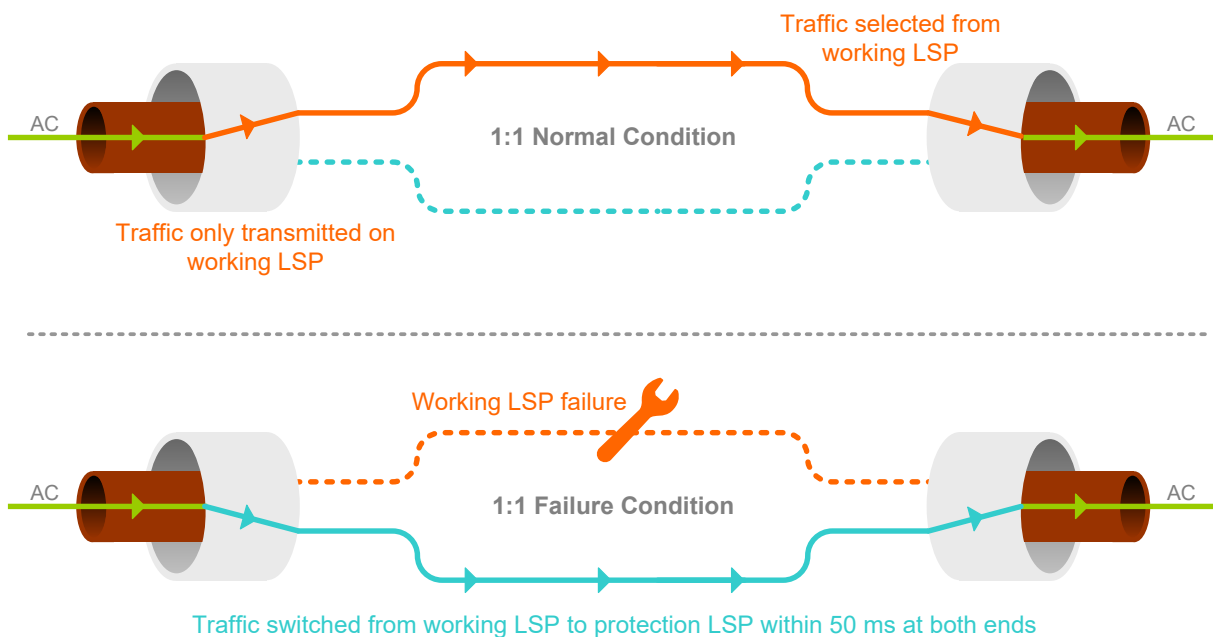 Traffic selected from
working LSP
AC
AC
1:1 Normal Condition
Traffic only transmitted on
working LSP
Working LSP failure
AC
AC
1:1 Failure Condition
Traffic switched from working LSP to protection LSP within 50 ms at both ends